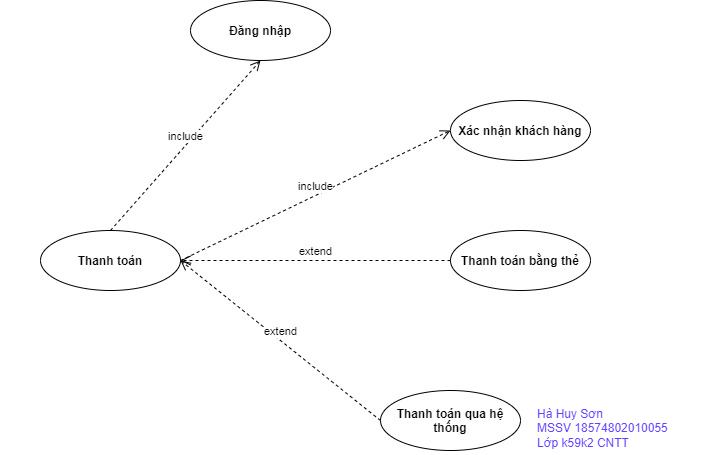 Đăng nhập
Xác nhận khách hàng
include
include
extend
Thanh toán
Thanh toán bằng thẻ
extend
Thanh toán qua hệ
thống
Hà Huy Sơn
MSSV 18574802010055
Lớp k59k2 CNTT